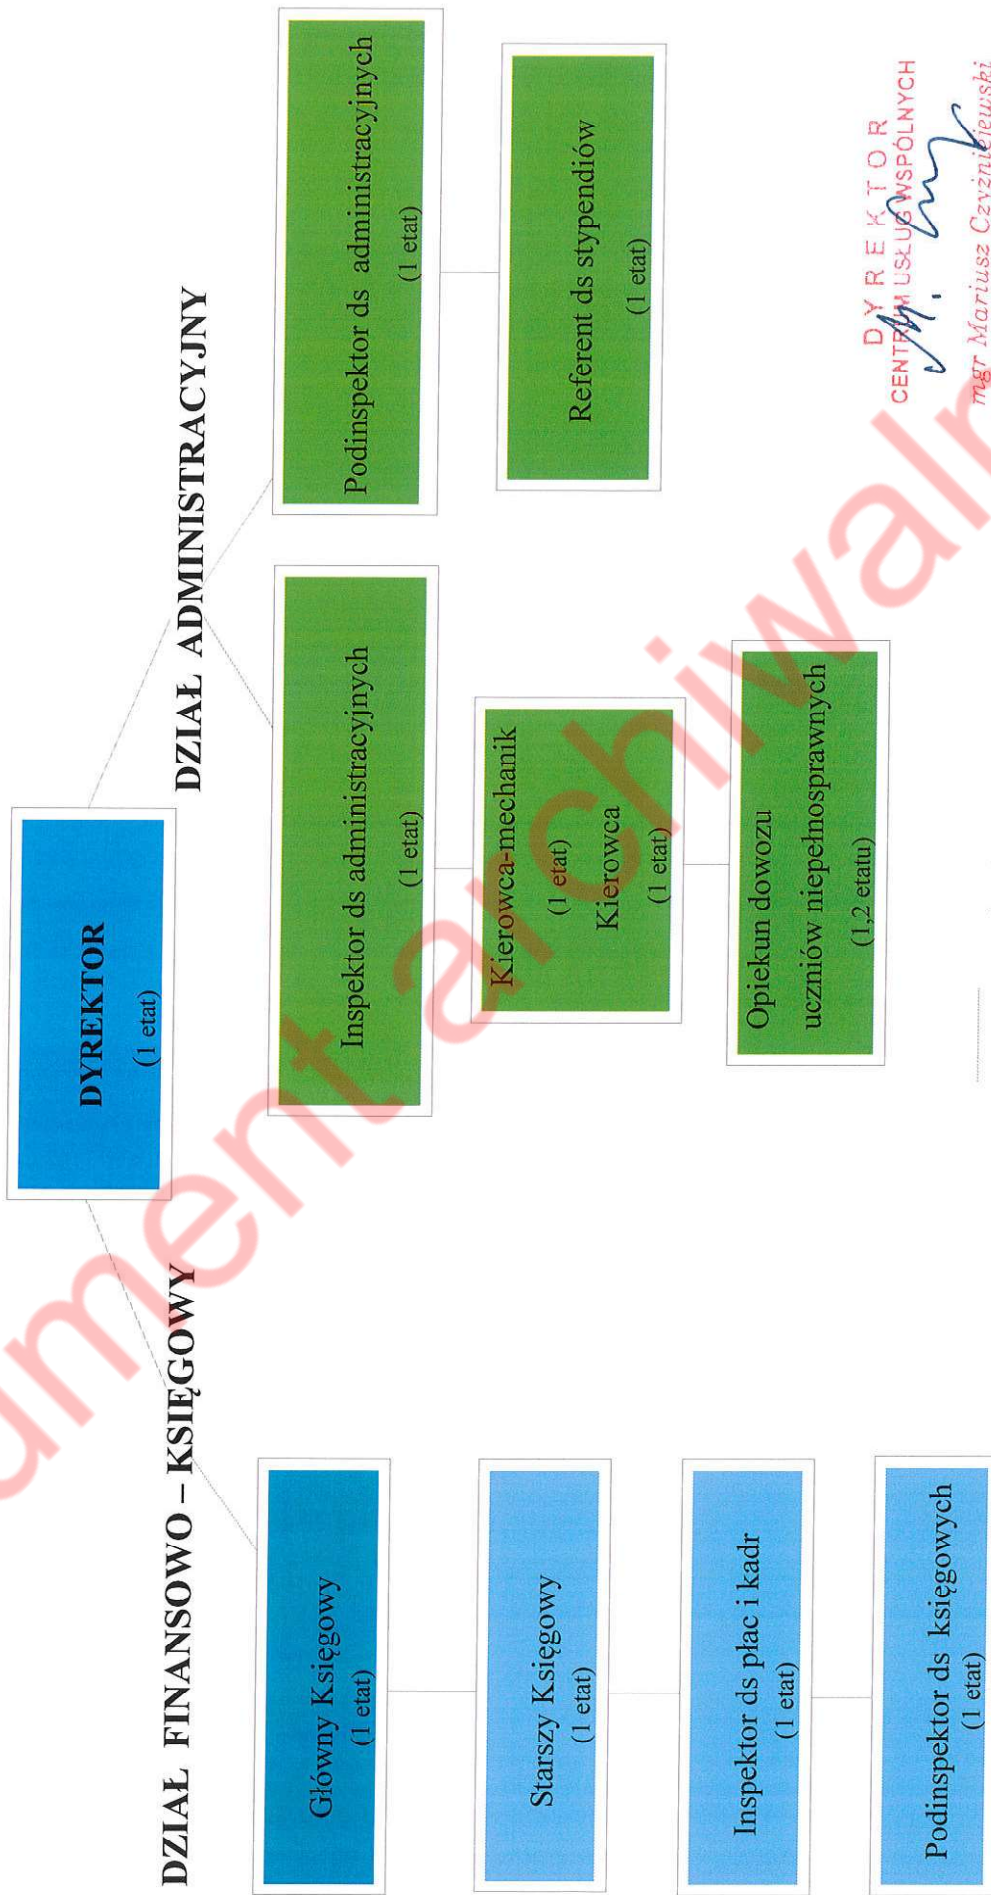 DYREKTOR
(1 etat)
DZIAŁ FINANSOWO – KSIĘGOWY
DZIAŁ ADMINISTRACYJNY
Główny Księgowy
(1 etat)
Starszy Księgowy
(1 etat)
Inspektor ds płac i kadr
(1 etat)
Podinspektor ds księgowych
(1 etat)
Inspektor ds administracyjnych
(1 etat)
Kierowca-mechanik
(1 etat)
Kierowca
(1 etat)
Opiekun dowozu
uczniów niepełnosprawnych
(1,2 etatu)
Podinspektor ds administracyjnych
(1 etat)
Referent ds stypendiów
(1 etat)
DYREKTOR
CENTRUM USŁUG WSPÓLNYCH
mgr Mariusz Czyżniejewski
ument archiwaln